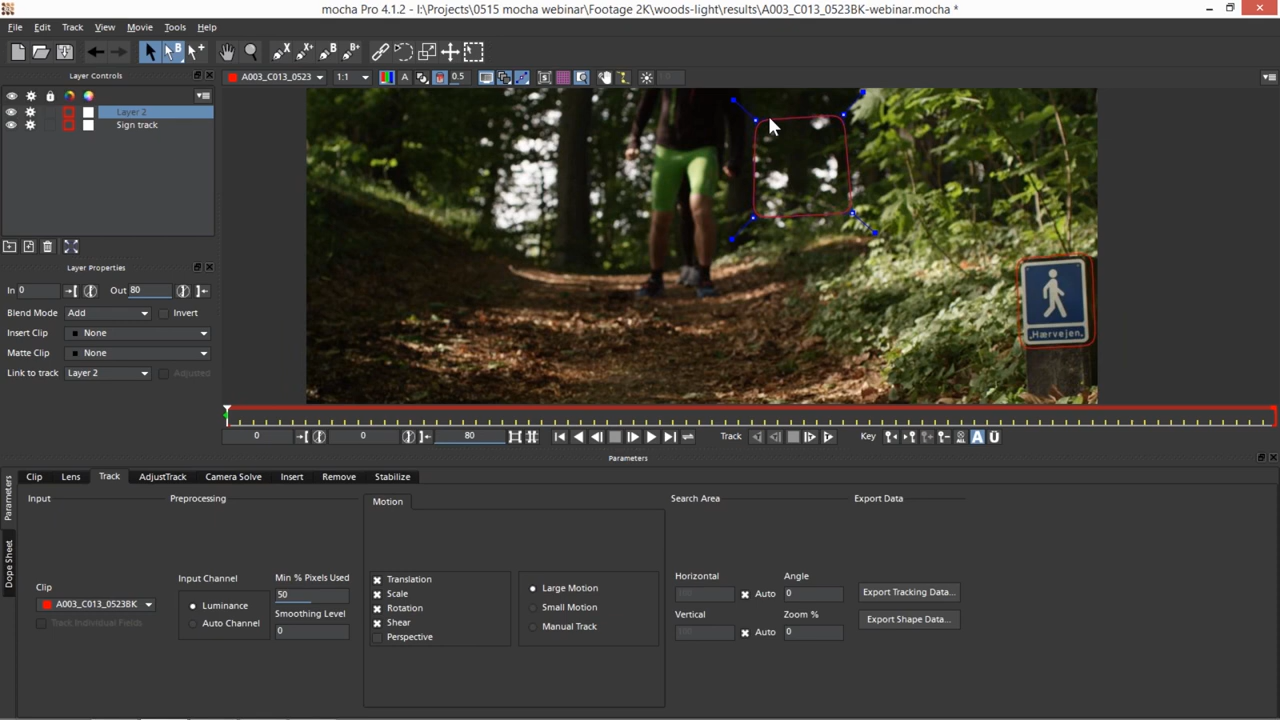 mocha Pro 4.1.2 - I:\Projects\0515 mocha webinar\Footage 2K\woods-light\results\A003_C013_0523BK-webinar.mocha *
File Edit Track View Movie Tools Help
Layer Controls
A003_C013_0523 1:1 A 0.5 1.0
Layer 2
Sign track
Hærvejen.
Layer Properties
In 0 Out 80
Blend Mode Add Invert
Insert Clip None
Matte Clip None
Link to track Layer 2 Adjusted
0 0 80 Track Key ALL A Ü
Parameters
Parameters
Dope Sheet
Clip Lens Track AdjustTrack Camera Solve Insert Remove Stabilize
Input Preprocessing Motion Search Area Export Data
Clip
A003_C013_0523BK
Track Individual Fields
Input Channel
Luminance
Auto Channel
Min % Pixels Used
50
Smoothing Level
0
Translation
Scale
Rotation
Shear
Perspective
Large Motion
Small Motion
Manual Track
Horizontal Angle
Auto 0
Vertical Zoom %
Auto 0
Export Tracking Data...
Export Shape Data...